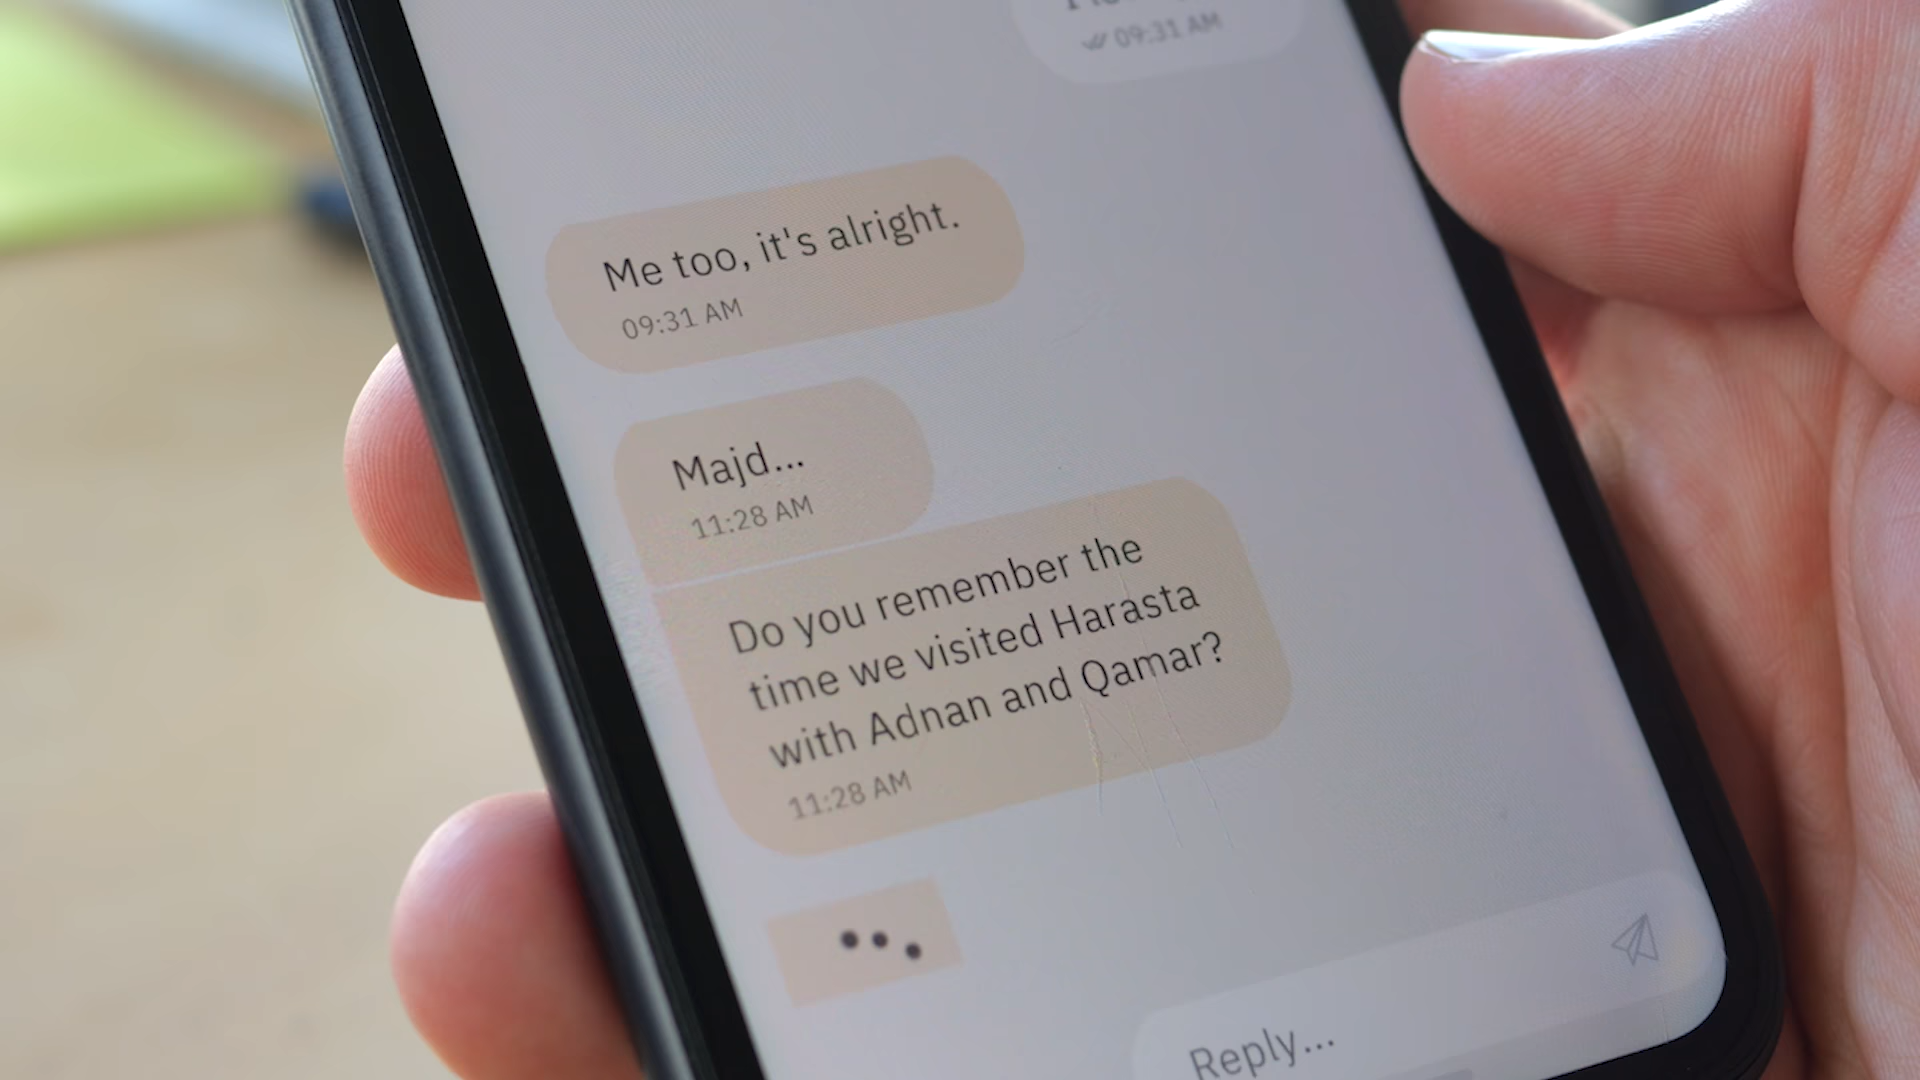 09:31 AM
Me too, it's alright.
09:31 AM
Majd...
11:28 AM
Do you remember the
time we visited Harasta
with Adnan and Qamar?
11:28 AM
Reply...